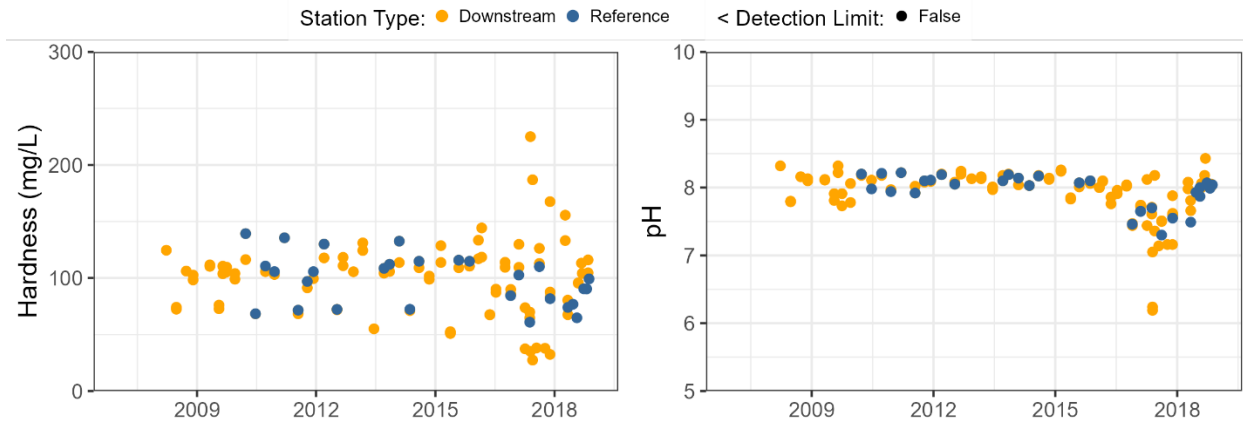 Station Type: Downstream Reference < Detection Limit: False
Hardness (mg/L)
300
200
100
0
2009 2012 2015 2018
pH
10
9
8
7
6
5
2009 2012 2015 2018